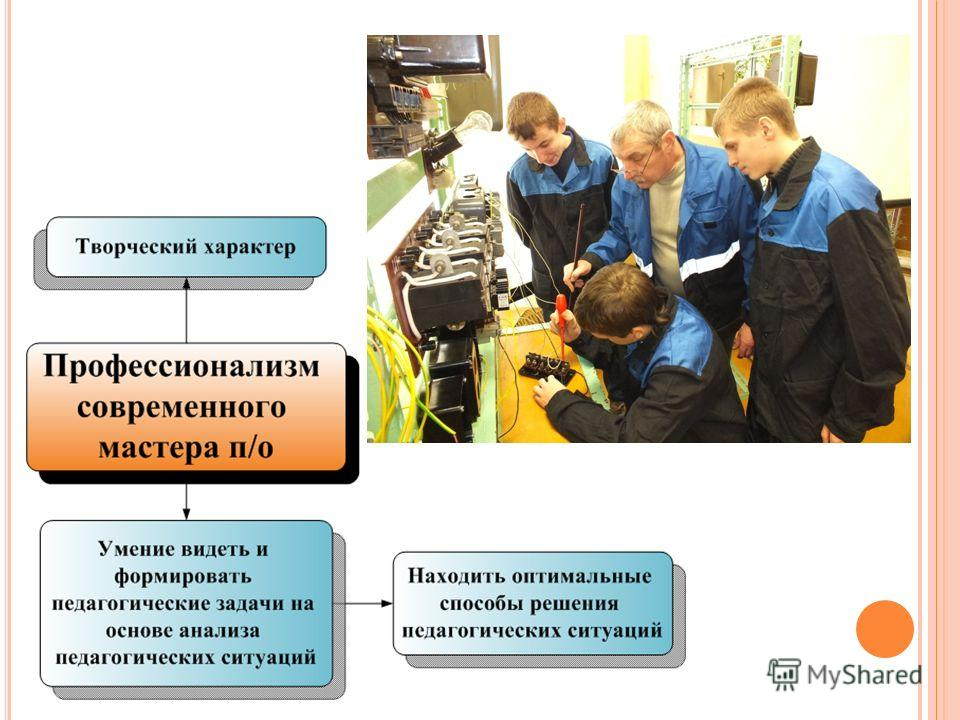 Творческий характер
Профессионализм
современного
мастера п/о
Умение видеть и
формировать
педагогические задачи на
основе анализа
педагогических ситуаций
Находить оптимальные
способы решения
педагогических ситуаций
MyShared